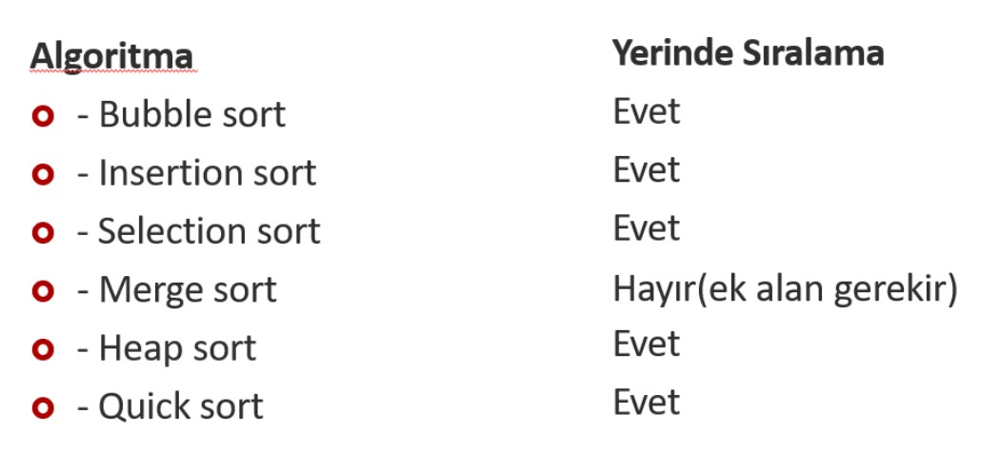 Algoritma Yerinde Sıralama
- Bubble sort Evet
- Insertion sort Evet
- Selection sort Evet
- Merge sort Hayır(ek alan gerekir)
- Heap sort Evet
- Quick sort Evet